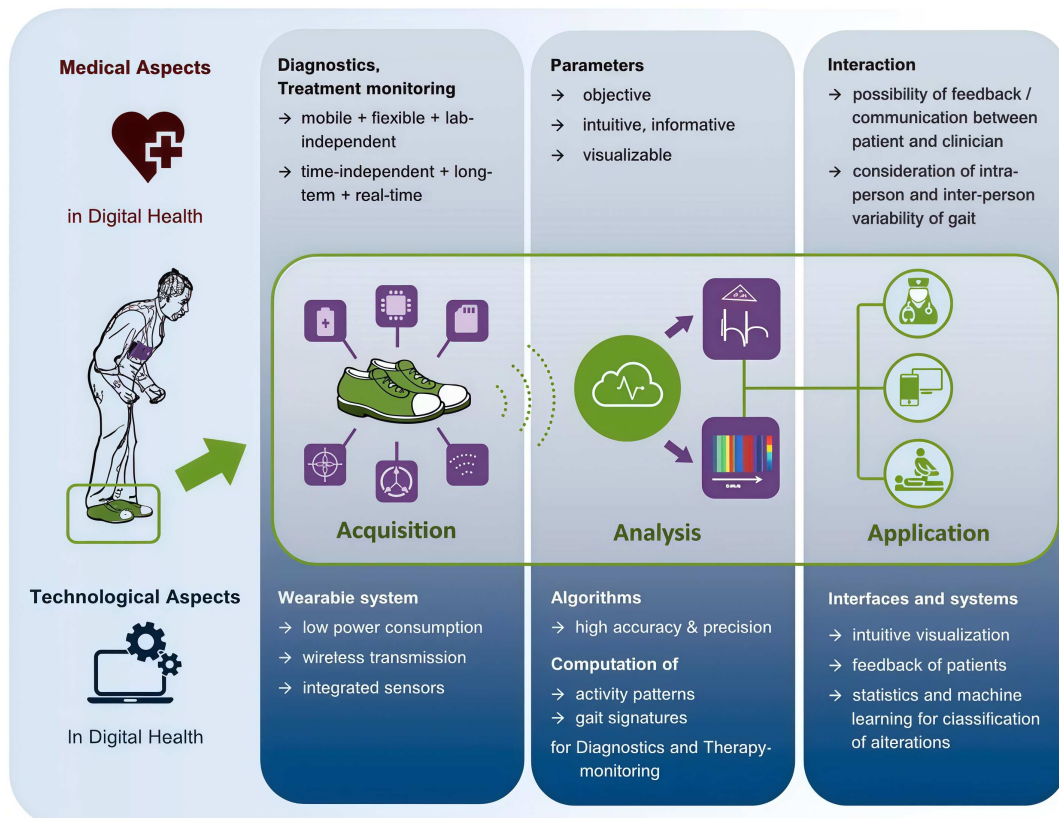 Medical Aspects
in Digital Health
Diagnostics,
Treatment monitoring
→ mobile + flexible + lab-
independent
→ time-independent + long-
term + real-time
Parameters
→ objective
→ intuitive, informative
→ visualizable
Interaction
→ possibility of feedback /
communication between
patient and clinician
→ consideration of intra-
person and inter-person
variability of gait
Acquisition
Analysis
Application
Technological Aspects
In Digital Health
Wearable system
→ low power consumption
→ wireless transmission
→ integrated sensors
Algorithms
→ high accuracy & precision
Computation of
→ activity patterns
→ gait signatures
for Diagnostics and Therapy-
monitoring
Interfaces and systems
→ intuitive visualization
→ feedback of patients
→ statistics and machine
learning for classification
of alterations